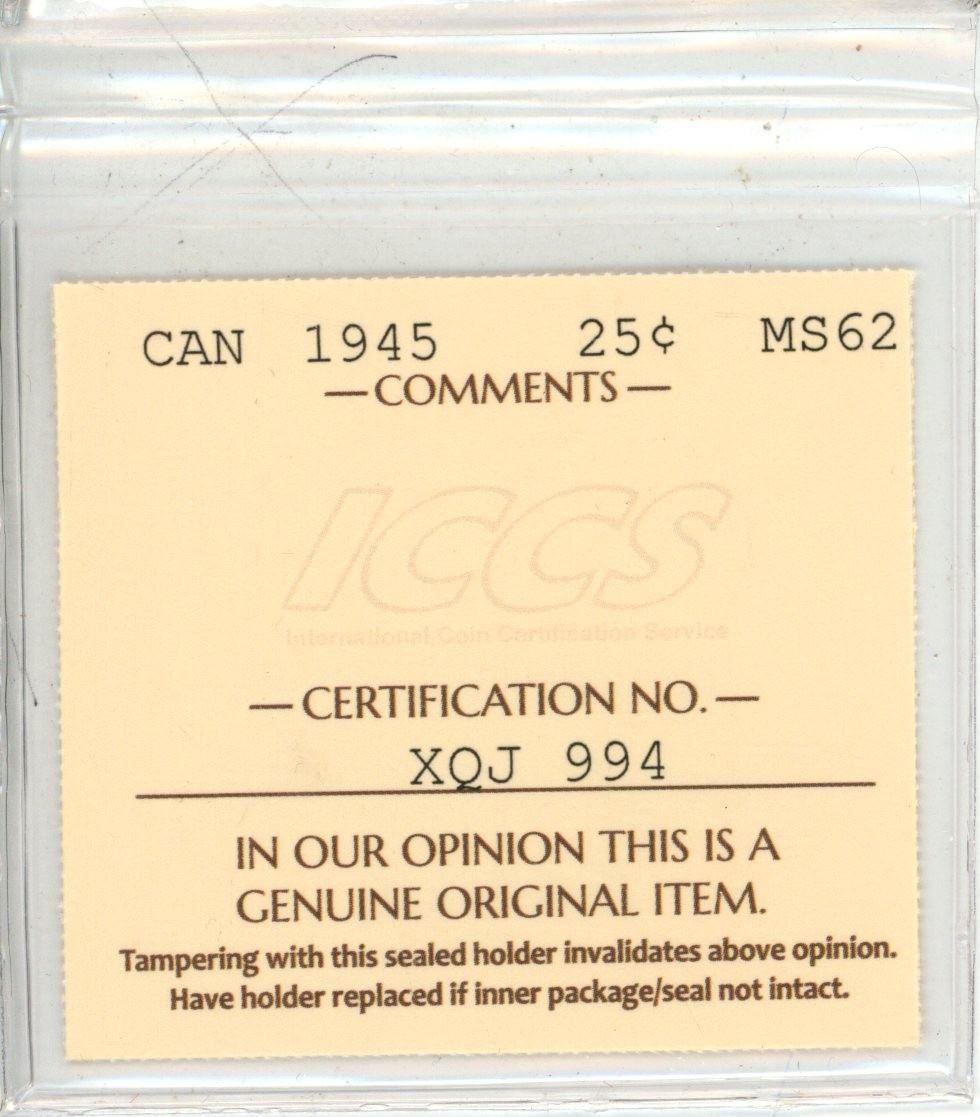 CAN 1945 25¢ MS62
—COMMENTS—
ICCS
International Coin Certification Service
—CERTIFICATION NO.—
XQJ 994
IN OUR OPINION THIS IS A
GENUINE ORIGINAL ITEM.
Tampering with this sealed holder invalidates above opinion.
Have holder replaced if inner package/seal not intact.